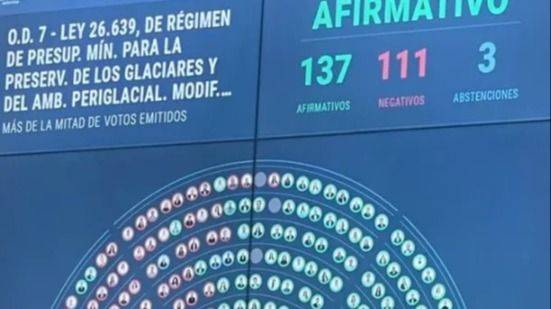 O.D. 7 - LEY 26.639, DE RÉGIMEN
DE PRESUP. MÍN. PARA LA
PRESERV. DE LOS GLACIARES Y
DEL AMB. PERIGLACIAL. MODIF....
MÁS DE LA MITAD DE VOTOS EMITIDOS
AFIRMATIVO
137 111 3
AFIRMATIVOS NEGATIVOS ABSTENCIONES